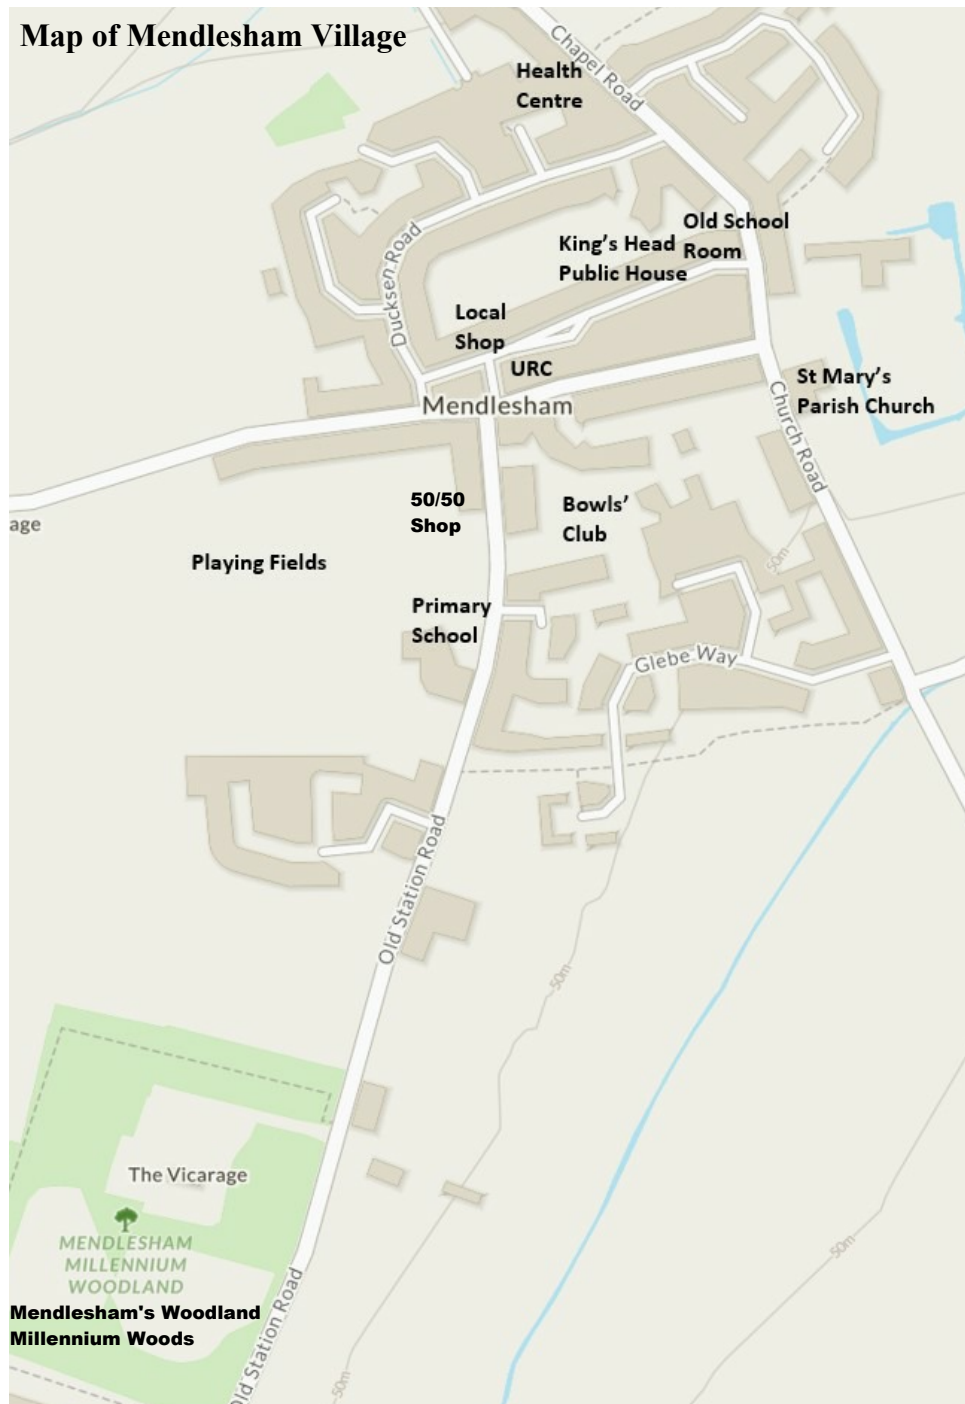 Map of Mendlesham Village
Chapel Road
Health
Centre
Old School
Room
King's Head
Public House
Ducksen Road
Local
Shop
URC
St Mary's
Parish Church
Mendlesham
Church Road
50/50
Shop
Bowls'
Club
age
50m
Playing Fields
Primary
School
Glebe Way
Old Station Road
50m
The Vicarage
MENDLESHAM
MILLENNIUM
WOODLAND
50m
Mendlesham's Woodland
Millennium Woods
Old Station Road
50m